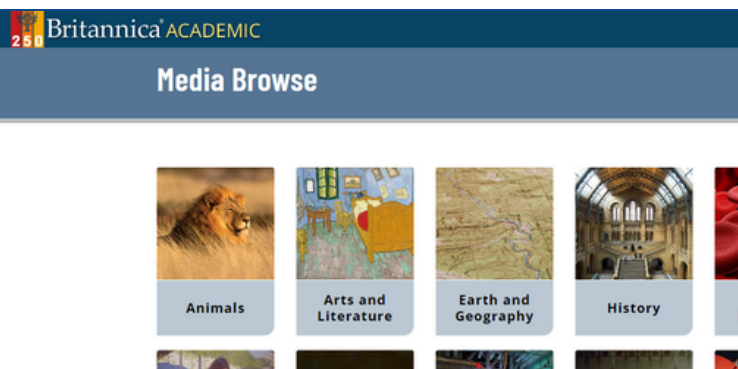 250 Britannica® ACADEMIC
Media Browse
Animals
Arts and
Literature
Earth and
Geography
History